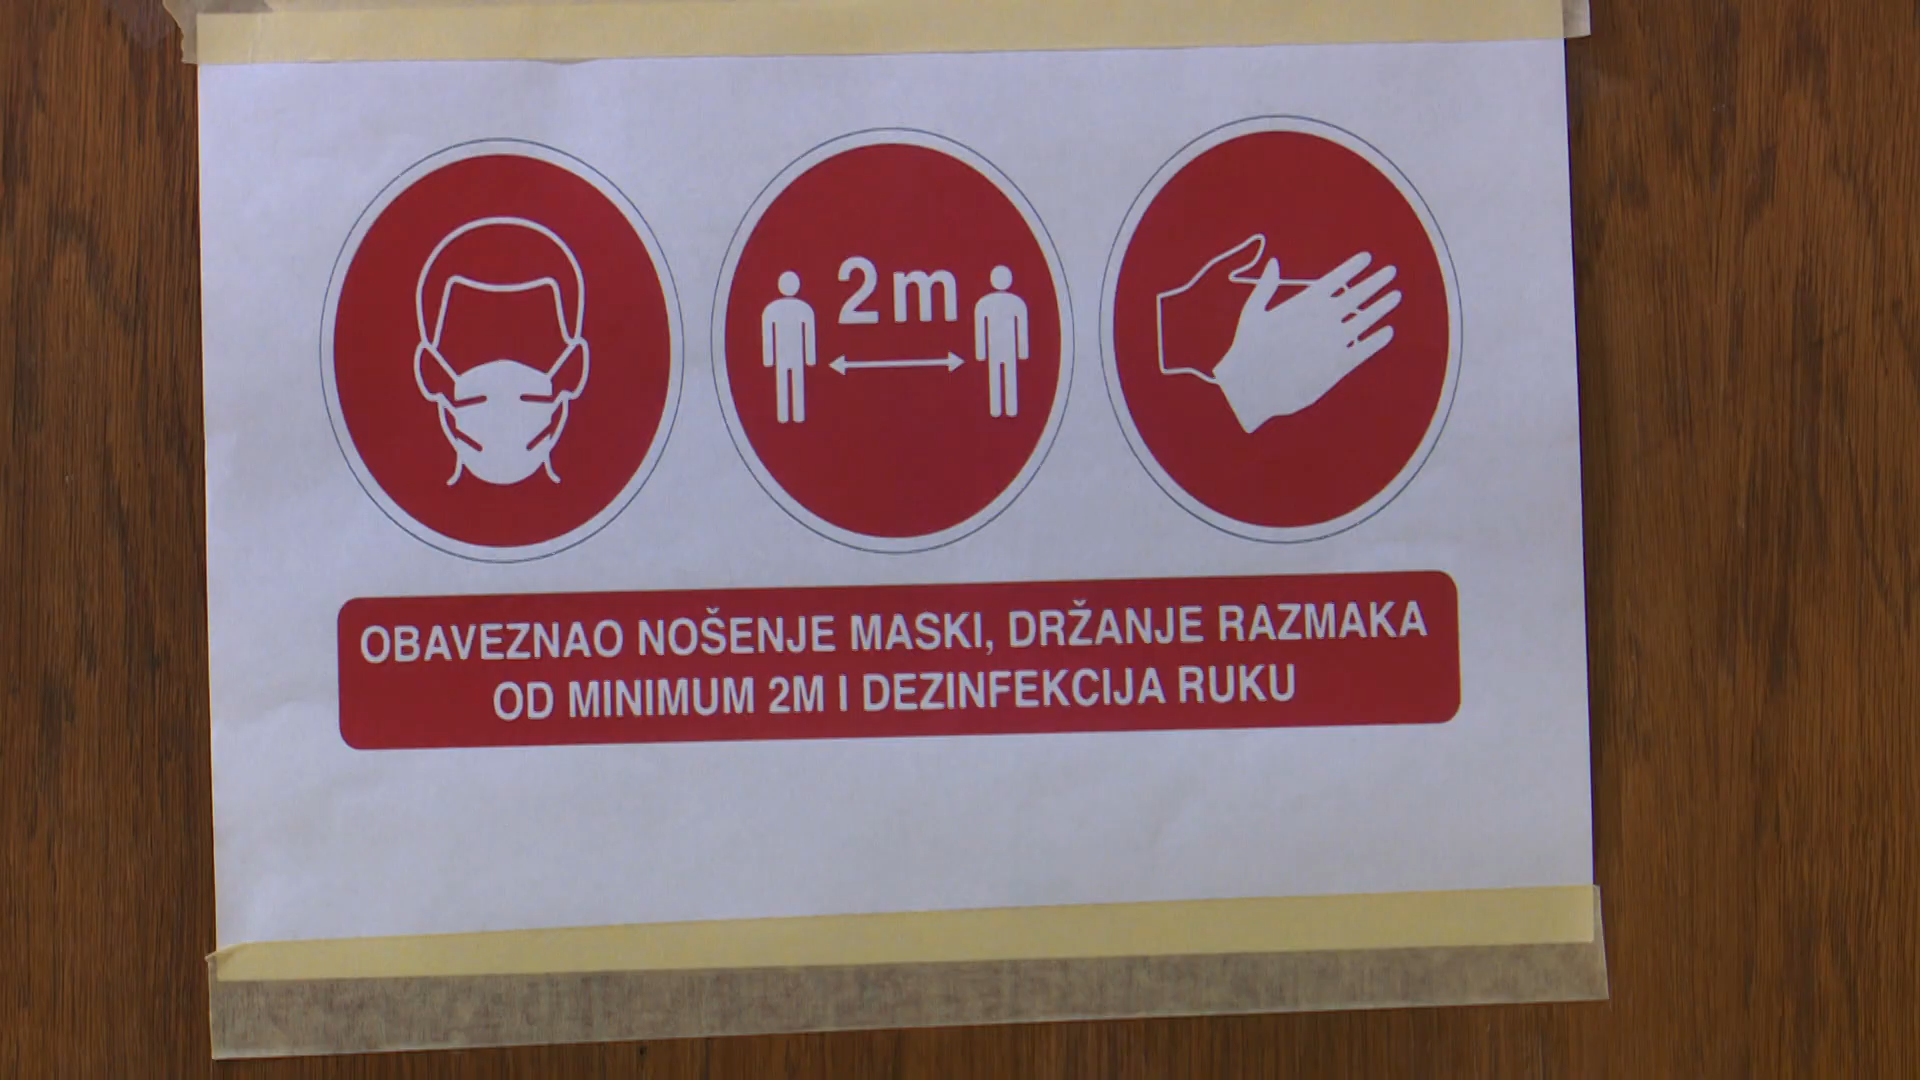 2m
OBAVEZNAO NOŠENJE MASKI, DRŽANJE RAZMAKA
OD MINIMUM 2M I DEZINFEKCIJA RUKU